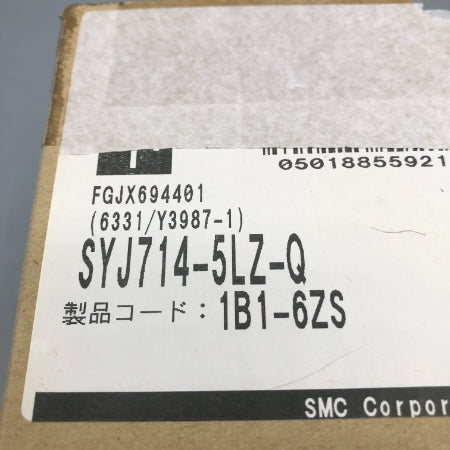 05018855921
FGJX694401
(6331/Y3987-1)
SYJ714-5LZ-Q
製品コード：1B1-6ZS
SMC Corpor